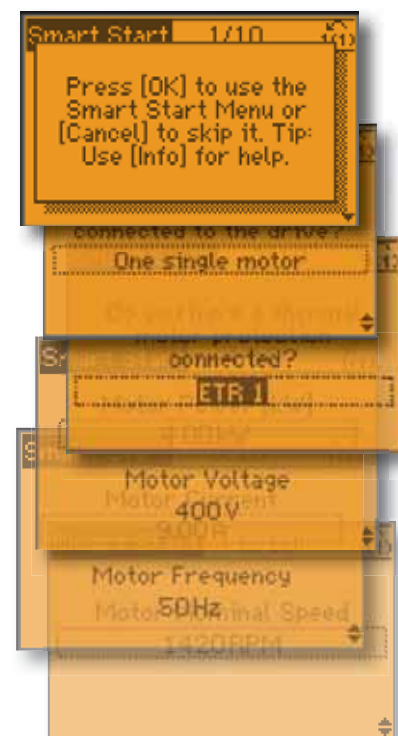 Smart Start 1/10
Press [OK] to use the
Smart Start Menu or
[Cancel] to skip it. Tip:
Use [Info] for help.
connected to the drive?
One single motor
motor protection
connected?
ETR 1
Motor Voltage
400V
Motor Current
9.00A
Motor Frequency
50Hz
Motor Nominal Speed
1420RPM